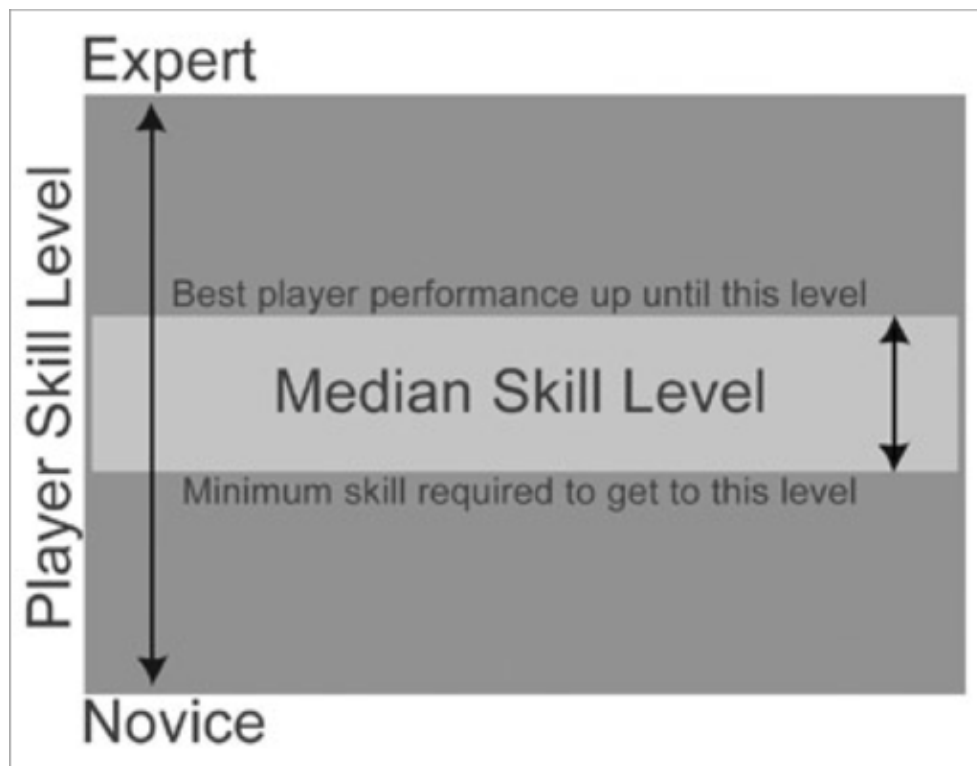 Expert
Player Skill Level
Best player performance up until this level
Median Skill Level
Minimum skill required to get to this level
Novice